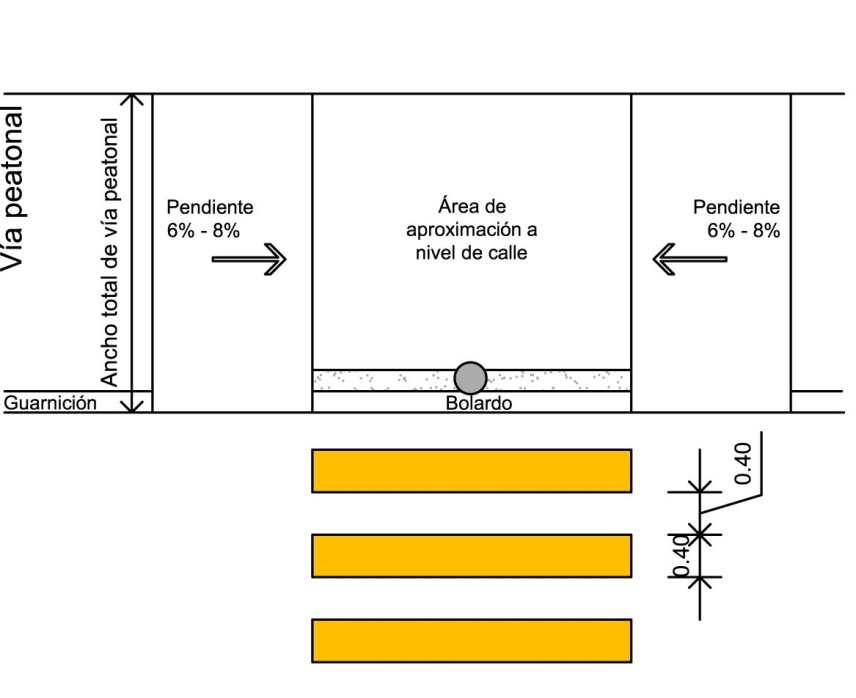 Vía peatonal
Ancho total de vía peatonal
Pendiente
6% - 8%
Área de
aproximación a
nivel de calle
Pendiente
6% - 8%
Guarnición
Bolardo
0.40
0.40